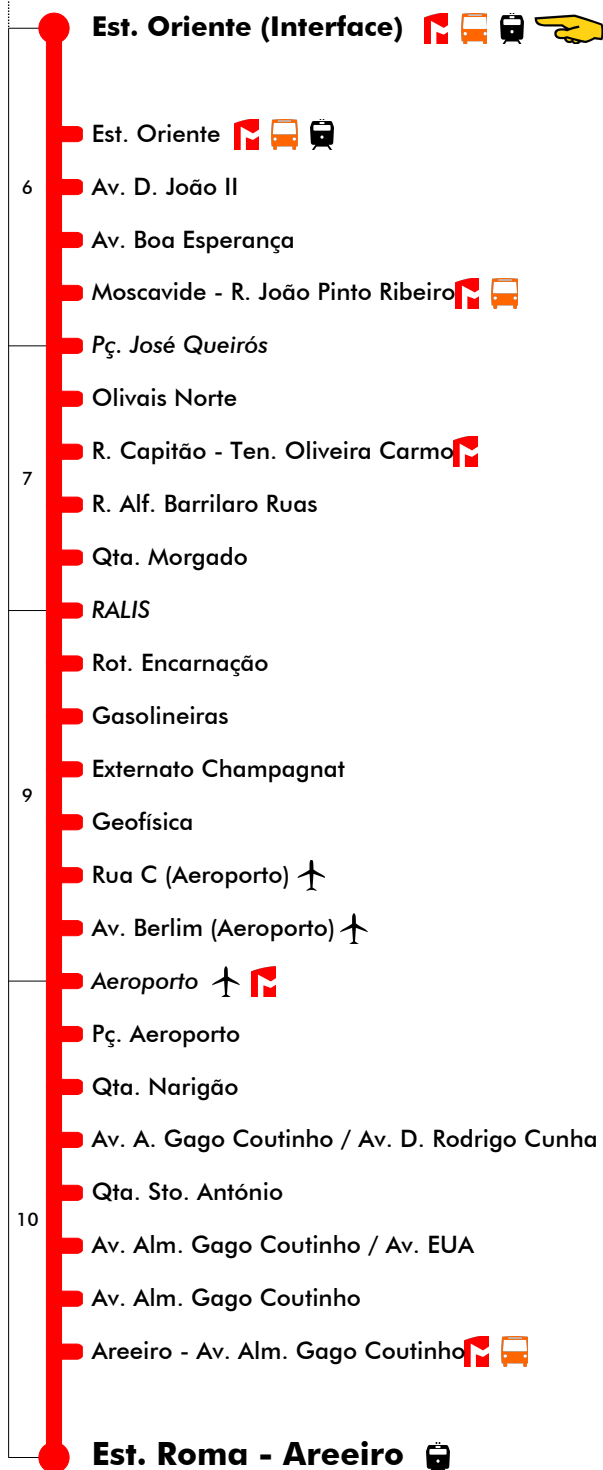 Est. Oriente (Interface)
Est. Oriente
6
Av. D. João II
Av. Boa Esperança
Moscavide - R. João Pinto Ribeiro
Pç. José Queirós
Olivais Norte
R. Capitão - Ten. Oliveira Carmo
7
R. Alf. Barrilaro Ruas
Qta. Morgado
RALIS
Rot. Encarnação
Gasolineiras
Externato Champagnat
9
Geofísica
Rua C (Aeroporto)
Av. Berlim (Aeroporto)
Aeroporto
Pç. Aeroporto
Qta. Narigão
Av. A. Gago Coutinho / Av. D. Rodrigo Cunha
Qta. Sto. António
10
Av. Alm. Gago Coutinho / Av. EUA
Av. Alm. Gago Coutinho
Areeiro - Av. Alm. Gago Coutinho
Est. Roma - Areeiro